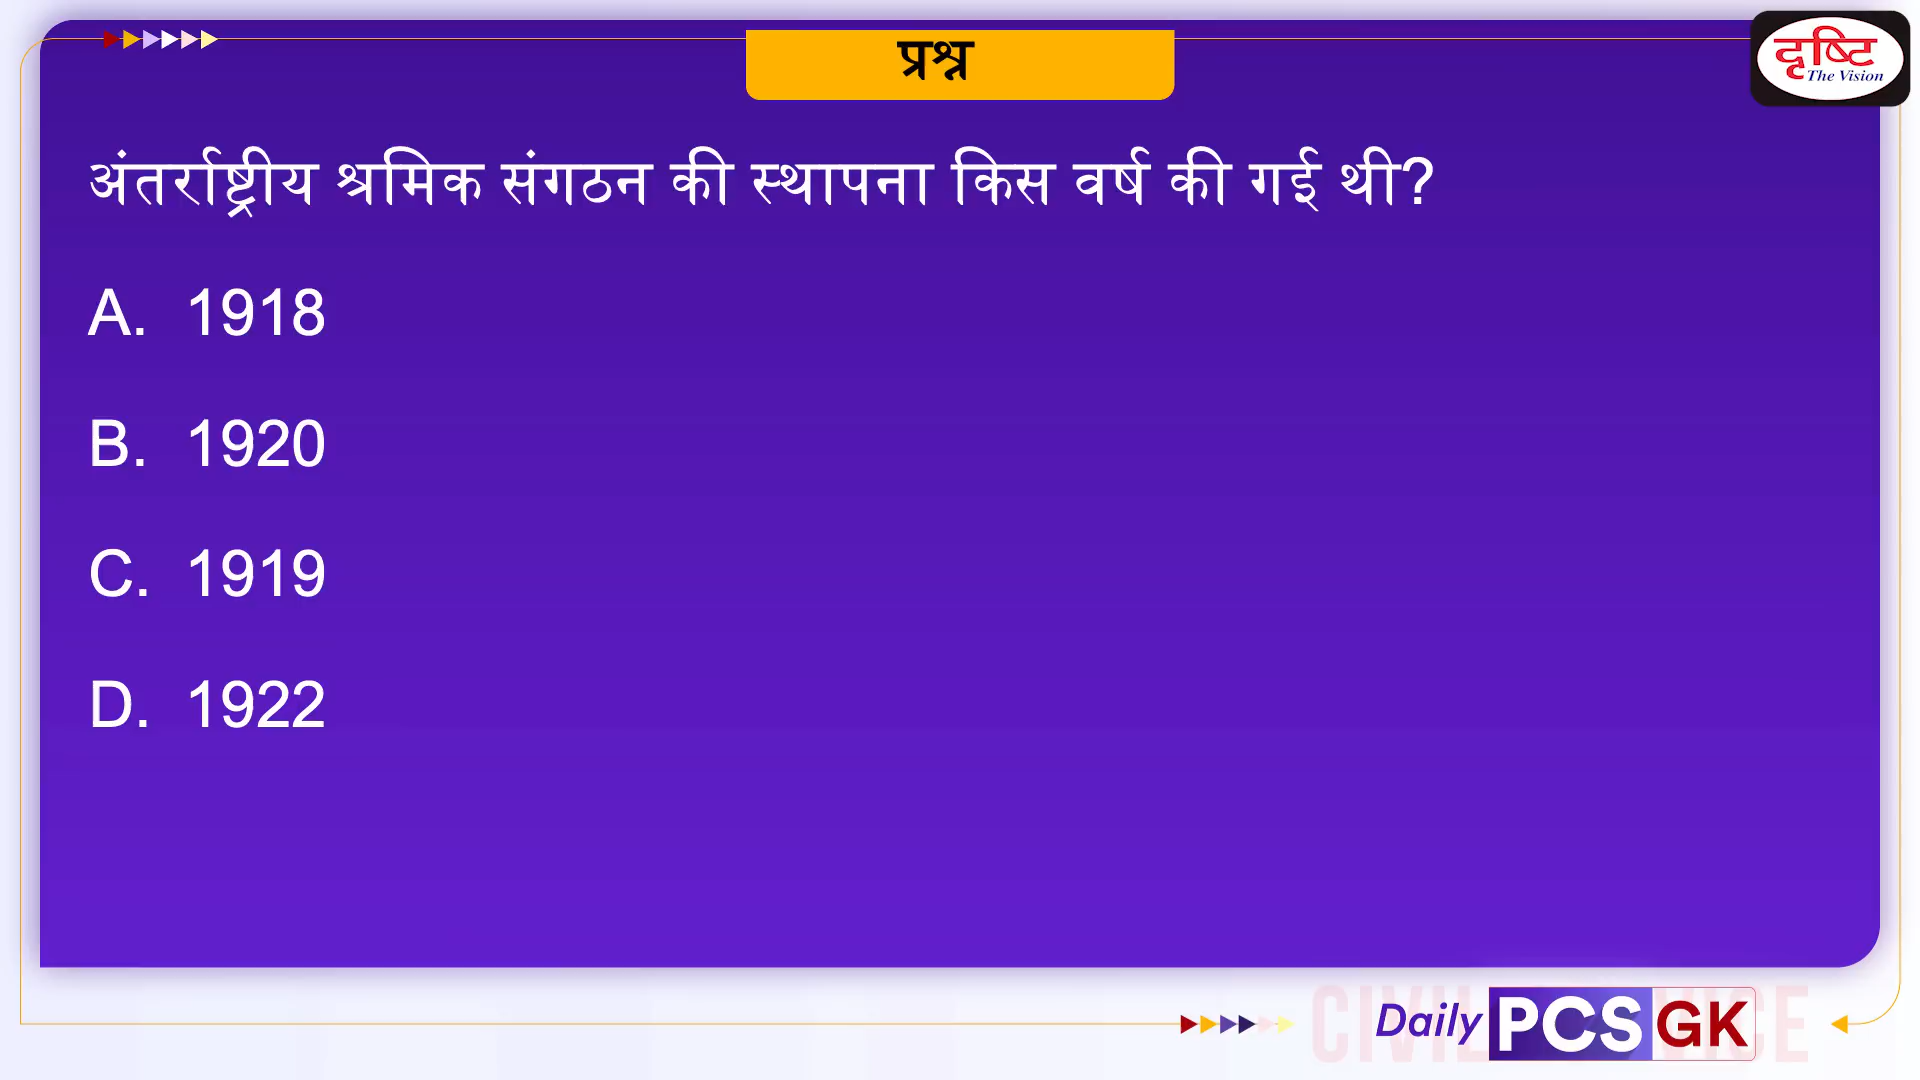 प्रश्न
दृष्टि
The Vision
अंतर्राष्ट्रीय श्रमिक संगठन की स्थापना किस वर्ष की गई थी?
A. 1918
B. 1920
C. 1919
D. 1922
Daily PCS GK